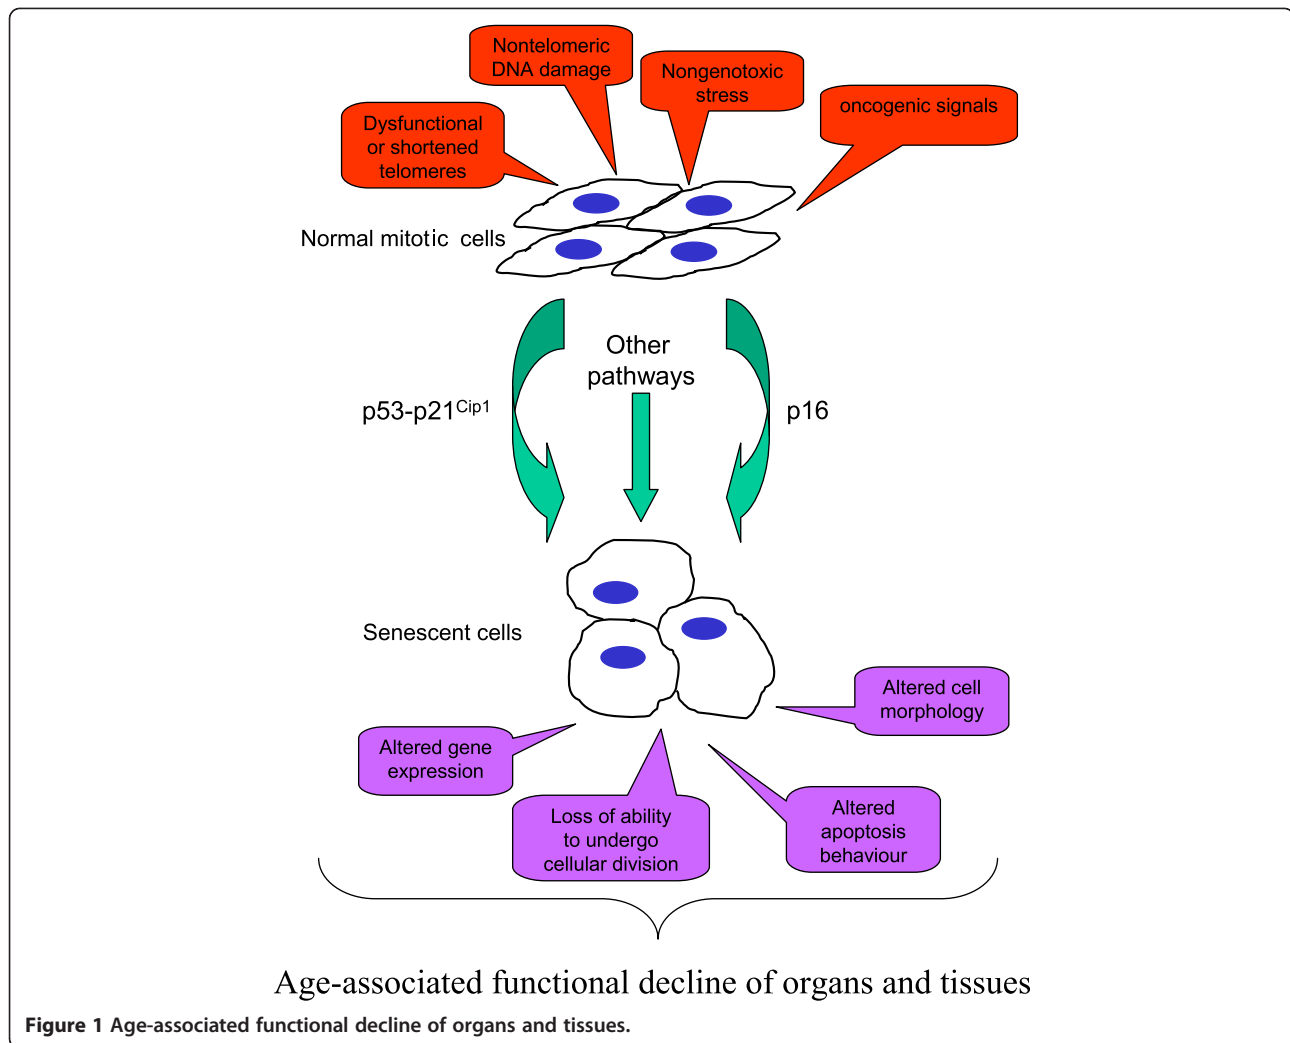 Nontelomeric
DNA damage
Nongenotoxic
stress
oncogenic signals
Dysfunctional
or shortened
telomeres
Normal mitotic cells
Other
pathways
p53-p21Cip1
p16
Senescent cells
Altered cell
morphology
Altered gene
expression
Loss of ability
to undergo
cellular division
Altered
apoptosis
behaviour
Age-associated functional decline of organs and tissues
Figure 1 Age-associated functional decline of organs and tissues.